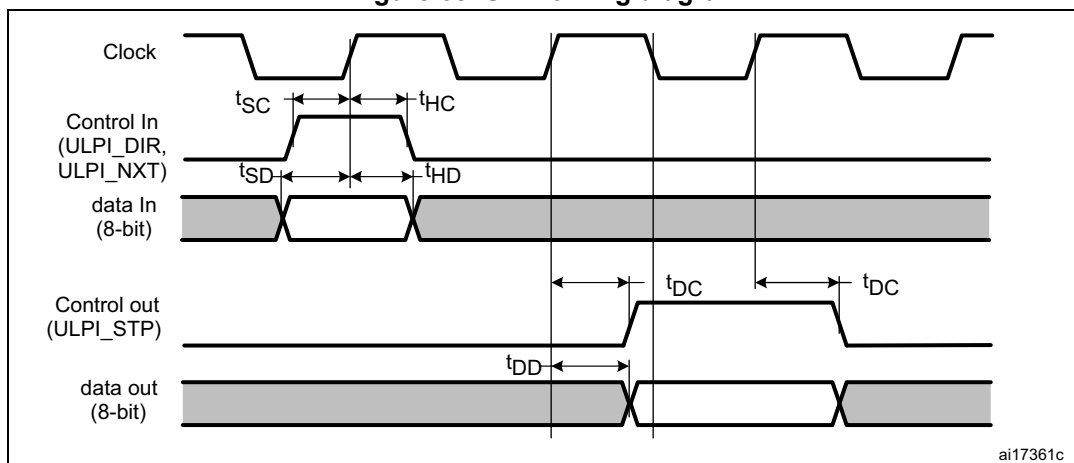 Clock
tSC
tHC
Control In
(ULPI_DIR,
ULPI_NXT)
tSD
tHD
data In
(8-bit)
tDC
tDC
Control out
(ULPI_STP)
tDD
data out
(8-bit)
ai17361c